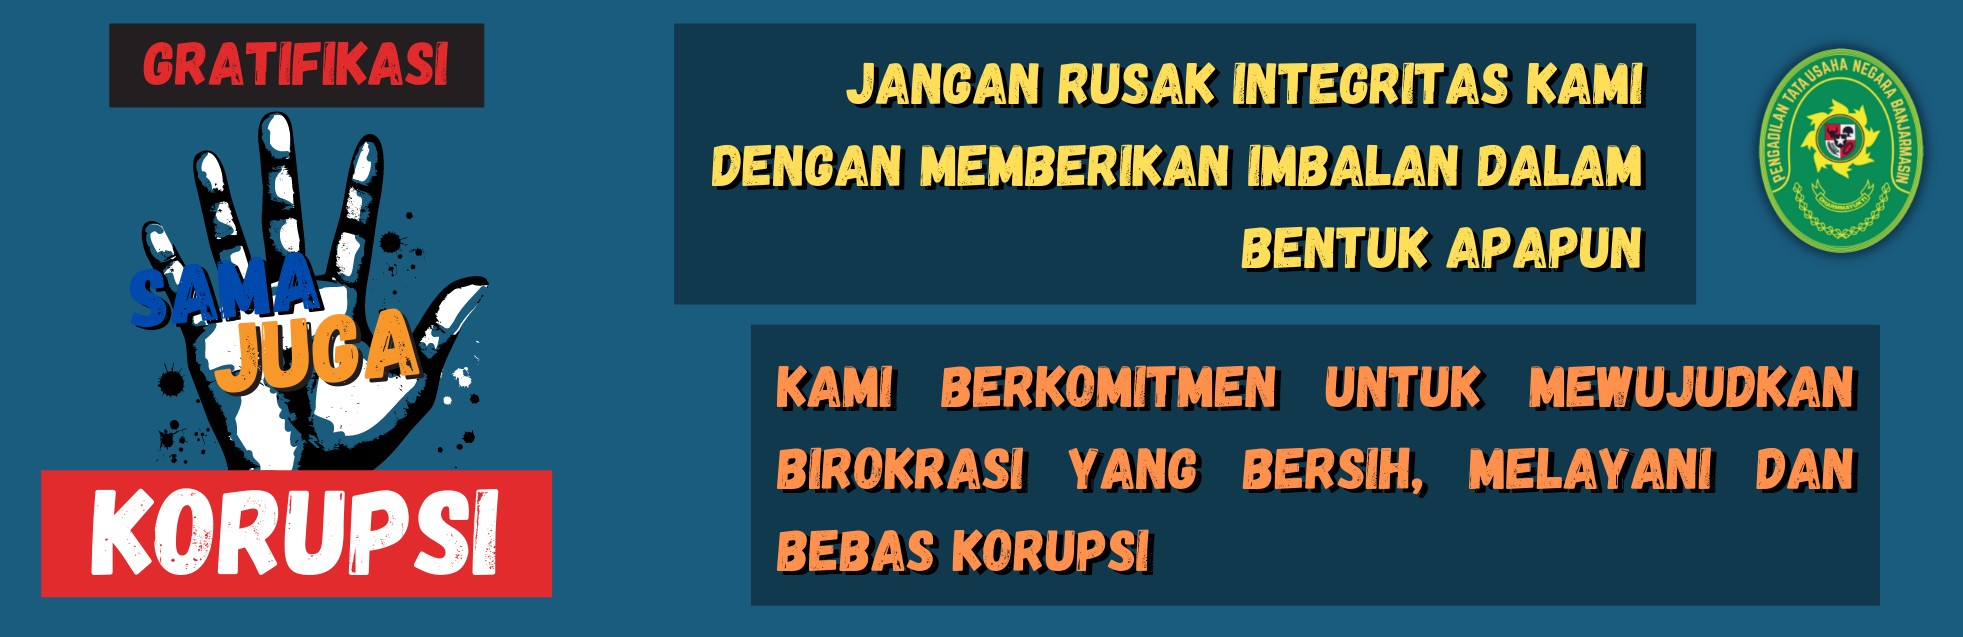 GRATIFIKASI
SAMA
JUGA
KORUPSI
JANGAN RUSAK INTEGRITAS KAMI
DENGAN MEMBERIKAN IMBALAN DALAM
BENTUK APAPUN
KAMI BERKOMITMEN UNTUK MEWUJUDKAN
BIROKRASI YANG BERSIH, MELAYANI DAN
BEBAS KORUPSI
PENGADILAN TATA USAHA NEGARA BANJARMASIN
DHARMMAYUKTI